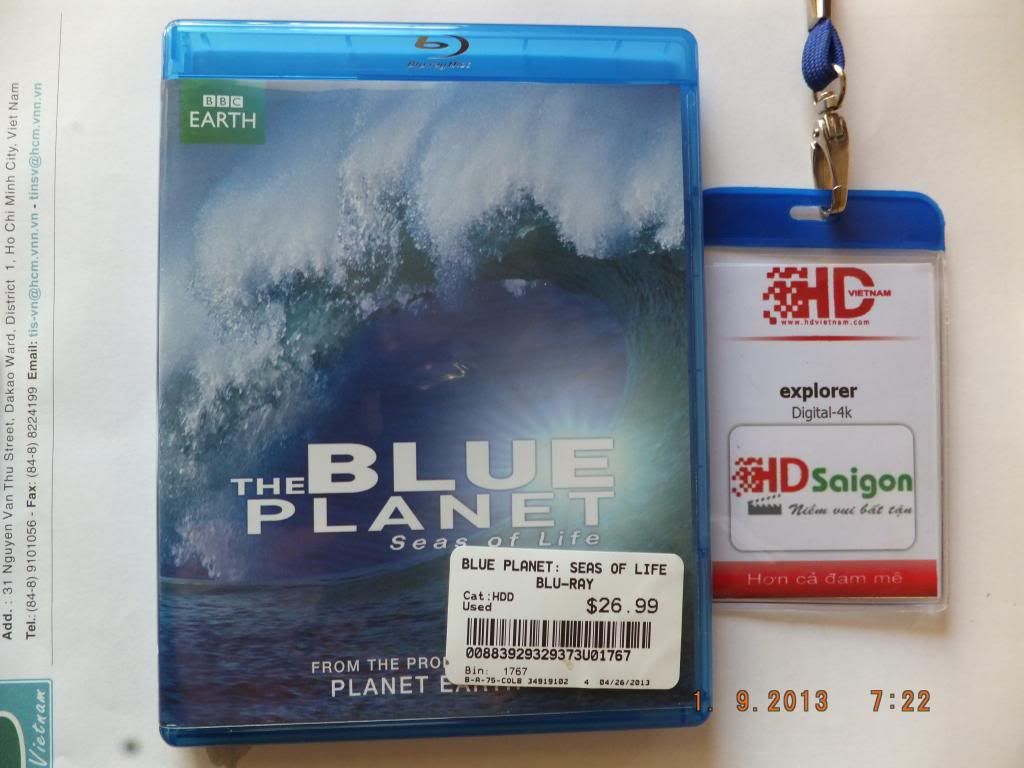 Add. : 31 Nguyen Van Thu Street, Dakao Ward, District 1, Ho Chi Minh City, Viet Nam
Tel.: (84-8) 9101056 - Fax: (84-8) 8224199 Email: tis-vn@hcm.vnn.vn - tinsv@hcm.vnn.vn
Vietnam
Blu-ray Disc
BBC
EARTH
THE BLUE
PLANET
Seas of Life
BLUE PLANET: SEAS OF LIFE
BLU-RAY
Cat:HDD
Used
$26.99
00883929329373U01767
Bin: 1767
B-A-75-COLB 34919102 4 04/26/2013
FROM THE PRO
PLANET EART
HD VIETNAM
www.hdvietnam.com
explorer
Digital-4k
HD Saigon
Niềm vui bất tận
Hơn cả đam mê
1. 9.2013 7:22